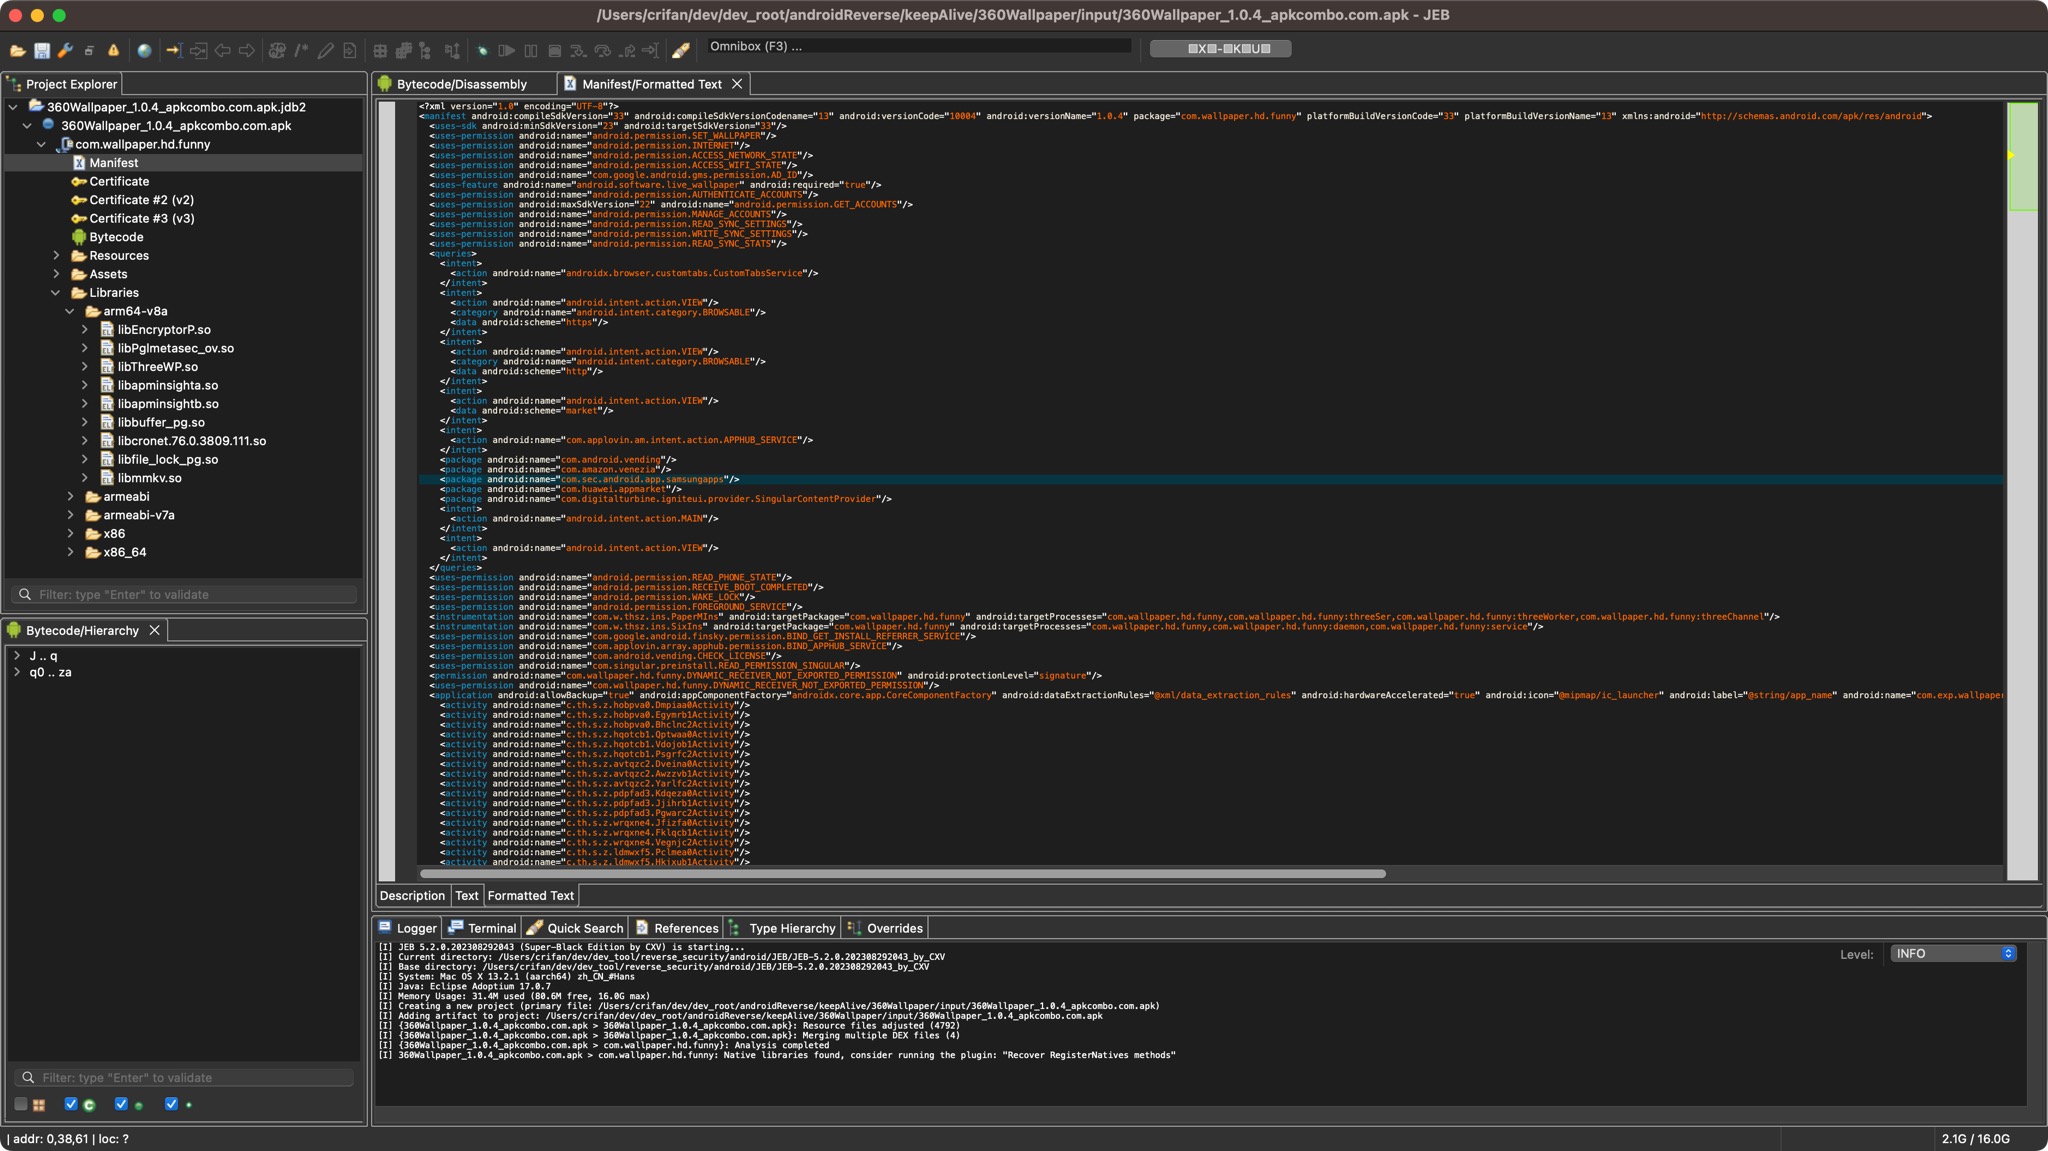 /Users/crifan/dev/dev_root/androidReverse/keepAlive/360Wallpaper/input/360Wallpaper_1.0.4_apkcombo.com.apk - JEB
Omnibox (F3) ...
Project Explorer
360Wallpaper_1.0.4_apkcombo.com.apk.jdb2
360Wallpaper_1.0.4_apkcombo.com.apk
com.wallpaper.hd.funny
Manifest
Certificate
Certificate #2 (v2)
Certificate #3 (v3)
Bytecode
Resources
Assets
Libraries
arm64-v8a
libEncryptorP.so
libPglmetasec_ov.so
libThreeWP.so
libapminsighta.so
libapminsightb.so
libbuffer_pg.so
libcronet.76.0.3809.111.so
libfile_lock_pg.so
libmmkv.so
armeabi
armeabi-v7a
x86
x86_64
Filter: type "Enter" to validate
Bytecode/Hierarchy
J .. q
q0 .. za
Filter: type "Enter" to validate
Bytecode/Disassembly
Manifest/Formatted Text
<?xml version="1.0" encoding="UTF-8"?>
<manifest android:compileSdkVersion="33" android:compileSdkVersionCodename="13" android:versionCode="10004" android:versionName="1.0.4" package="com.wallpaper.hd.funny" platformBuildVersionCode="33" platformBuildVersionName="13" xmlns:android="http://schemas.android.com/apk/res/android">
<uses-sdk android:minSdkVersion="23" android:targetSdkVersion="33"/>
<uses-permission android:name="android.permission.SET_WALLPAPER"/>
<uses-permission android:name="android.permission.INTERNET"/>
<uses-permission android:name="android.permission.ACCESS_NETWORK_STATE"/>
<uses-permission android:name="android.permission.ACCESS_WIFI_STATE"/>
<uses-permission android:name="com.google.android.gms.permission.AD_ID"/>
<uses-feature android:name="android.software.live_wallpaper" android:required="true"/>
<uses-permission android:name="android.permission.AUTHENTICATE_ACCOUNTS"/>
<uses-permission android:maxSdkVersion="22" android:name="android.permission.GET_ACCOUNTS"/>
<uses-permission android:name="android.permission.MANAGE_ACCOUNTS"/>
<uses-permission android:name="android.permission.READ_SYNC_SETTINGS"/>
<uses-permission android:name="android.permission.WRITE_SYNC_SETTINGS"/>
<uses-permission android:name="android.permission.READ_SYNC_STATS"/>
<queries>
<intent>
<action android:name="androidx.browser.customtabs.CustomTabsService"/>
</intent>
<intent>
<action android:name="android.intent.action.VIEW"/>
<category android:name="android.intent.category.BROWSABLE"/>
<data android:scheme="https"/>
</intent>
<intent>
<action android:name="android.intent.action.VIEW"/>
<category android:name="android.intent.category.BROWSABLE"/>
<data android:scheme="http"/>
</intent>
<intent>
<action android:name="android.intent.action.VIEW"/>
<data android:scheme="market"/>
</intent>
<intent>
<action android:name="com.applovin.am.intent.action.APPHUB_SERVICE"/>
</intent>
<package android:name="com.android.vending"/>
<package android:name="com.amazon.venezia"/>
<package android:name="com.sec.android.app.samsungapps"/>
<package android:name="com.huawei.appmarket"/>
<package android:name="com.digitalturbine.igniteui.provider.SingularContentProvider"/>
<intent>
<action android:name="android.intent.action.MAIN"/>
</intent>
<intent>
<action android:name="android.intent.action.VIEW"/>
</intent>
</queries>
<uses-permission android:name="android.permission.READ_PHONE_STATE"/>
<uses-permission android:name="android.permission.RECEIVE_BOOT_COMPLETED"/>
<uses-permission android:name="android.permission.WAKE_LOCK"/>
<uses-permission android:name="android.permission.FOREGROUND_SERVICE"/>
<instrumentation android:name="com.w.thsz.ins.PaperMIns" android:targetPackage="com.wallpaper.hd.funny" android:targetProcesses="com.wallpaper.hd.funny,com.wallpaper.hd.funny:threeSer,com.wallpaper.hd.funny:threeWorker,com.wallpaper.hd.funny:threeChannel"/>
<instrumentation android:name="com.w.thsz.ins.SixIns" android:targetPackage="com.wallpaper.hd.funny" android:targetProcesses="com.wallpaper.hd.funny,com.wallpaper.hd.funny:daemon,com.wallpaper.hd.funny:service"/>
<uses-permission android:name="com.google.android.finsky.permission.BIND_GET_INSTALL_REFERRER_SERVICE"/>
<uses-permission android:name="com.applovin.array.apphub.permission.BIND_APPHUB_SERVICE"/>
<uses-permission android:name="com.android.vending.CHECK_LICENSE"/>
<uses-permission android:name="com.singular.preinstall.READ_PERMISSION_SINGULAR"/>
<permission android:name="com.wallpaper.hd.funny.DYNAMIC_RECEIVER_NOT_EXPORTED_PERMISSION" android:protectionLevel="signature"/>
<uses-permission android:name="com.wallpaper.hd.funny.DYNAMIC_RECEIVER_NOT_EXPORTED_PERMISSION"/>
<application android:allowBackup="true" android:appComponentFactory="androidx.core.app.CoreComponentFactory" android:dataExtractionRules="@xml/data_extraction_rules" android:hardwareAccelerated="true" android:icon="@mipmap/ic_launcher" android:label="@string/app_name" android:name="com.exp.wallpaper
<activity android:name="c.th.s.z.hobpva0.Dmpiaa0Activity"/>
<activity android:name="c.th.s.z.hobpva0.Egymrb1Activity"/>
<activity android:name="c.th.s.z.hobpva0.Bhclnc2Activity"/>
<activity android:name="c.th.s.z.hqotcb1.Qptwaa0Activity"/>
<activity android:name="c.th.s.z.hqotcb1.Vdojob1Activity"/>
<activity android:name="c.th.s.z.hqotcb1.Psgrfc2Activity"/>
<activity android:name="c.th.s.z.avtqzc2.Dveina0Activity"/>
<activity android:name="c.th.s.z.avtqzc2.Awzzvb1Activity"/>
<activity android:name="c.th.s.z.avtqzc2.Yarlfc2Activity"/>
<activity android:name="c.th.s.z.pdpfad3.Kdqeza0Activity"/>
<activity android:name="c.th.s.z.pdpfad3.Jjihrb1Activity"/>
<activity android:name="c.th.s.z.pdpfad3.Pgwarc2Activity"/>
<activity android:name="c.th.s.z.wrqxne4.Jfizfa0Activity"/>
<activity android:name="c.th.s.z.wrqxne4.Fklqcb1Activity"/>
<activity android:name="c.th.s.z.wrqxne4.Vegnjc2Activity"/>
<activity android:name="c.th.s.z.ldmwxf5.Pclmea0Activity"/>
<activity android:name="c.th.s.z.ldmwxf5.Hkjxub1Activity"/>
Description Text Formatted Text
Logger Terminal Quick Search References Type Hierarchy Overrides
Level: INFO
[I] JEB 5.2.0.202308292043 (Super-Black Edition by CXV) is starting...
[I] Current directory: /Users/crifan/dev/dev_tool/reverse_security/android/JEB/JEB-5.2.0.202308292043_by_CXV
[I] Base directory: /Users/crifan/dev/dev_tool/reverse_security/android/JEB/JEB-5.2.0.202308292043_by_CXV
[I] System: Mac OS X 13.2.1 (aarch64) zh_CN_#Hans
[I] Java: Eclipse Adoptium 17.0.7
[I] Memory Usage: 31.4M used (80.6M free, 16.0G max)
[I] Creating a new project (primary file: /Users/crifan/dev/dev_root/androidReverse/keepAlive/360Wallpaper/input/360Wallpaper_1.0.4_apkcombo.com.apk)
[I] Adding artifact to project: /Users/crifan/dev/dev_root/androidReverse/keepAlive/360Wallpaper/input/360Wallpaper_1.0.4_apkcombo.com.apk
[I] {360Wallpaper_1.0.4_apkcombo.com.apk > 360Wallpaper_1.0.4_apkcombo.com.apk}: Resource files adjusted (4792)
[I] {360Wallpaper_1.0.4_apkcombo.com.apk > 360Wallpaper_1.0.4_apkcombo.com.apk}: Merging multiple DEX files (4)
[I] {360Wallpaper_1.0.4_apkcombo.com.apk > com.wallpaper.hd.funny}: Analysis completed
[I] 360Wallpaper_1.0.4_apkcombo.com.apk > com.wallpaper.hd.funny: Native libraries found, consider running the plugin: "Recover RegisterNatives methods"
| addr: 0,38,61 | loc: ?
2.1G / 16.0G